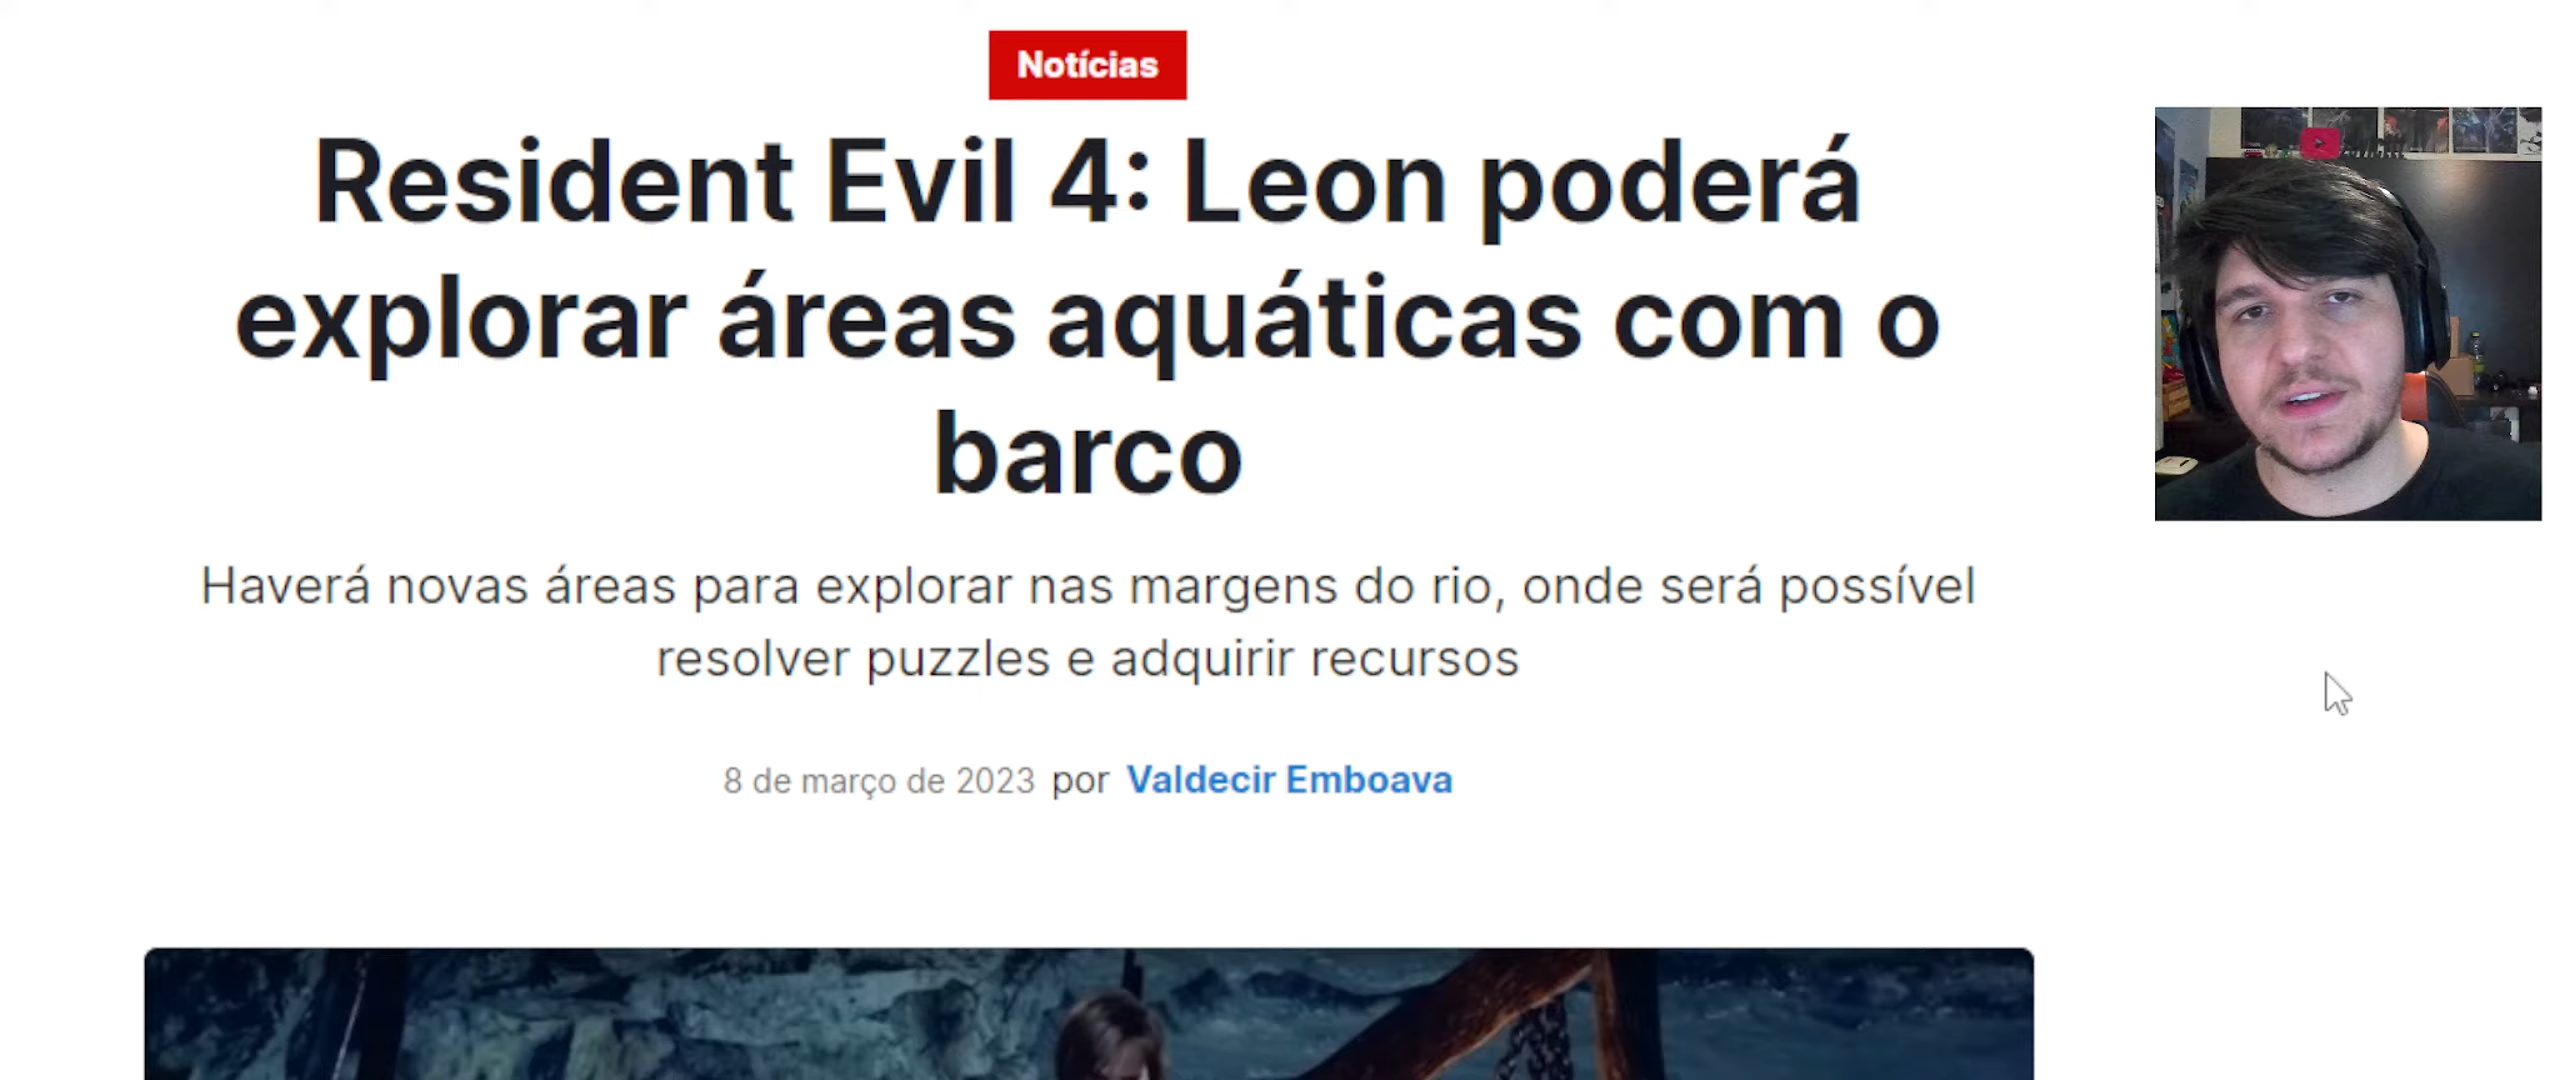 Notícias
Resident Evil 4: Leon poderá
explorar áreas aquáticas com o
barco
Haverá novas áreas para explorar nas margens do rio, onde será possível
resolver puzzles e adquirir recursos
8 de março de 2023 por Valdecir Emboava